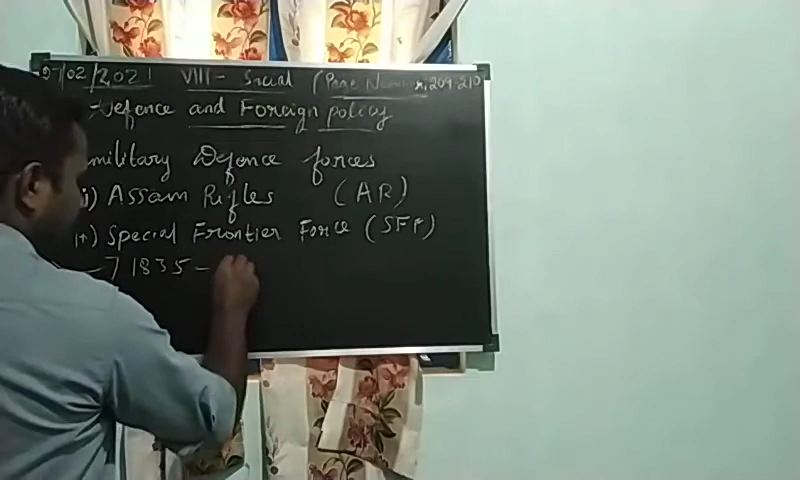 /02/2021 VIII - Social (Page Number, 209-210
Defence and Foreign policy
military Defence forces
i) Assam Rifles (AR)
ii) Special Frontier Force (SFF)
→ 1835 -